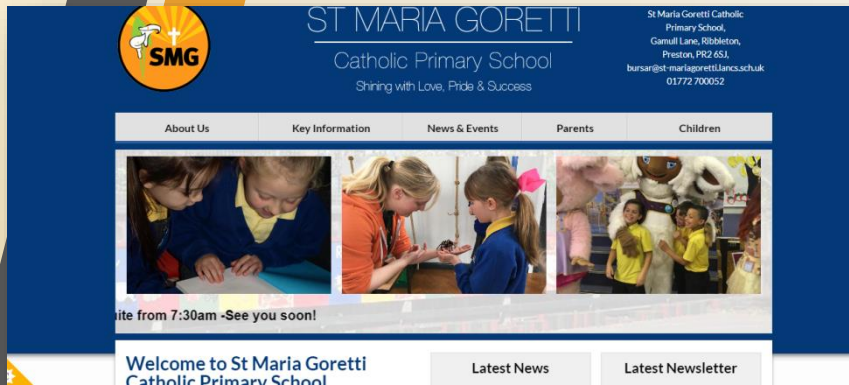 SMG
ST MARIA GORETTI
Catholic Primary School
Shining with Love, Pride & Success
St Maria Goretti Catholic
Primary School,
Gamull Lane, Ribbleton,
Preston, PR2 6SJ,
bursar@st-mariagoretti.lancs.sch.uk
01772 700052
About Us
Key Information
News & Events
Parents
Children
from 7:30am -See you soon!
Welcome to St Maria Goretti
Catholic Primary School
Latest News
Latest Newsletter